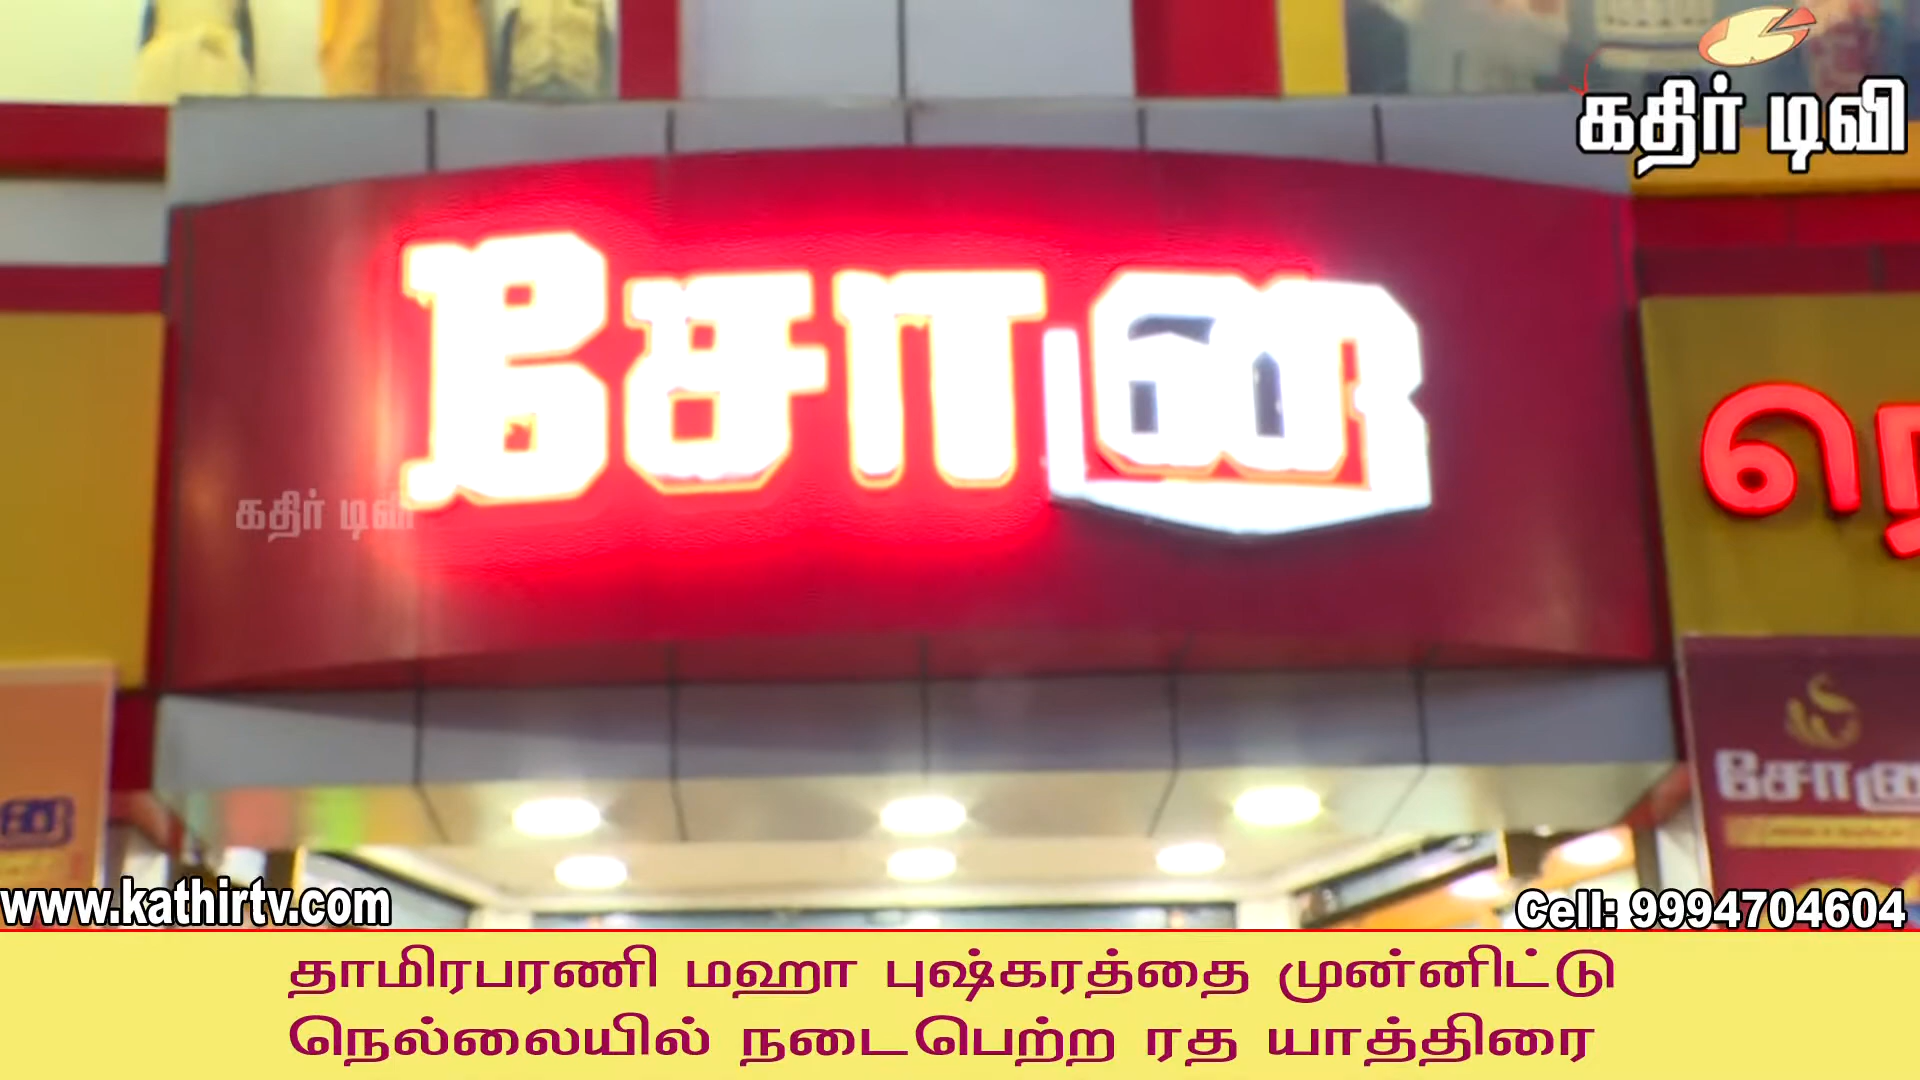 கதிர் டிவி
சோனா
கதிர் டிவி
www.kathirtv.com
Cell: 9994704604
தாமிரபரணி மஹா புஷ்கரத்தை முன்னிட்டு
நெல்லையில் நடைபெற்ற ரத யாத்திரை